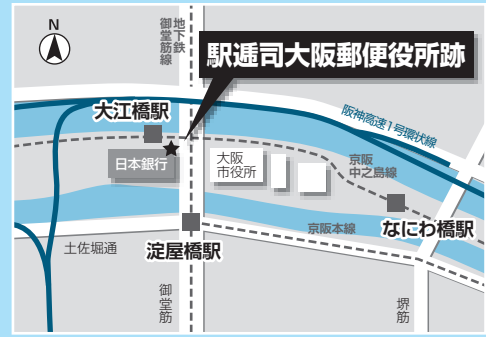 N
地下鉄
御堂筋線
駅逓司大阪郵便役所跡
大江橋駅
阪神高速1号環状線
日本銀行
大阪
市役所
京阪
中之島線
なにわ橋駅
京阪本線
土佐堀通
淀屋橋駅
御堂筋
堺筋